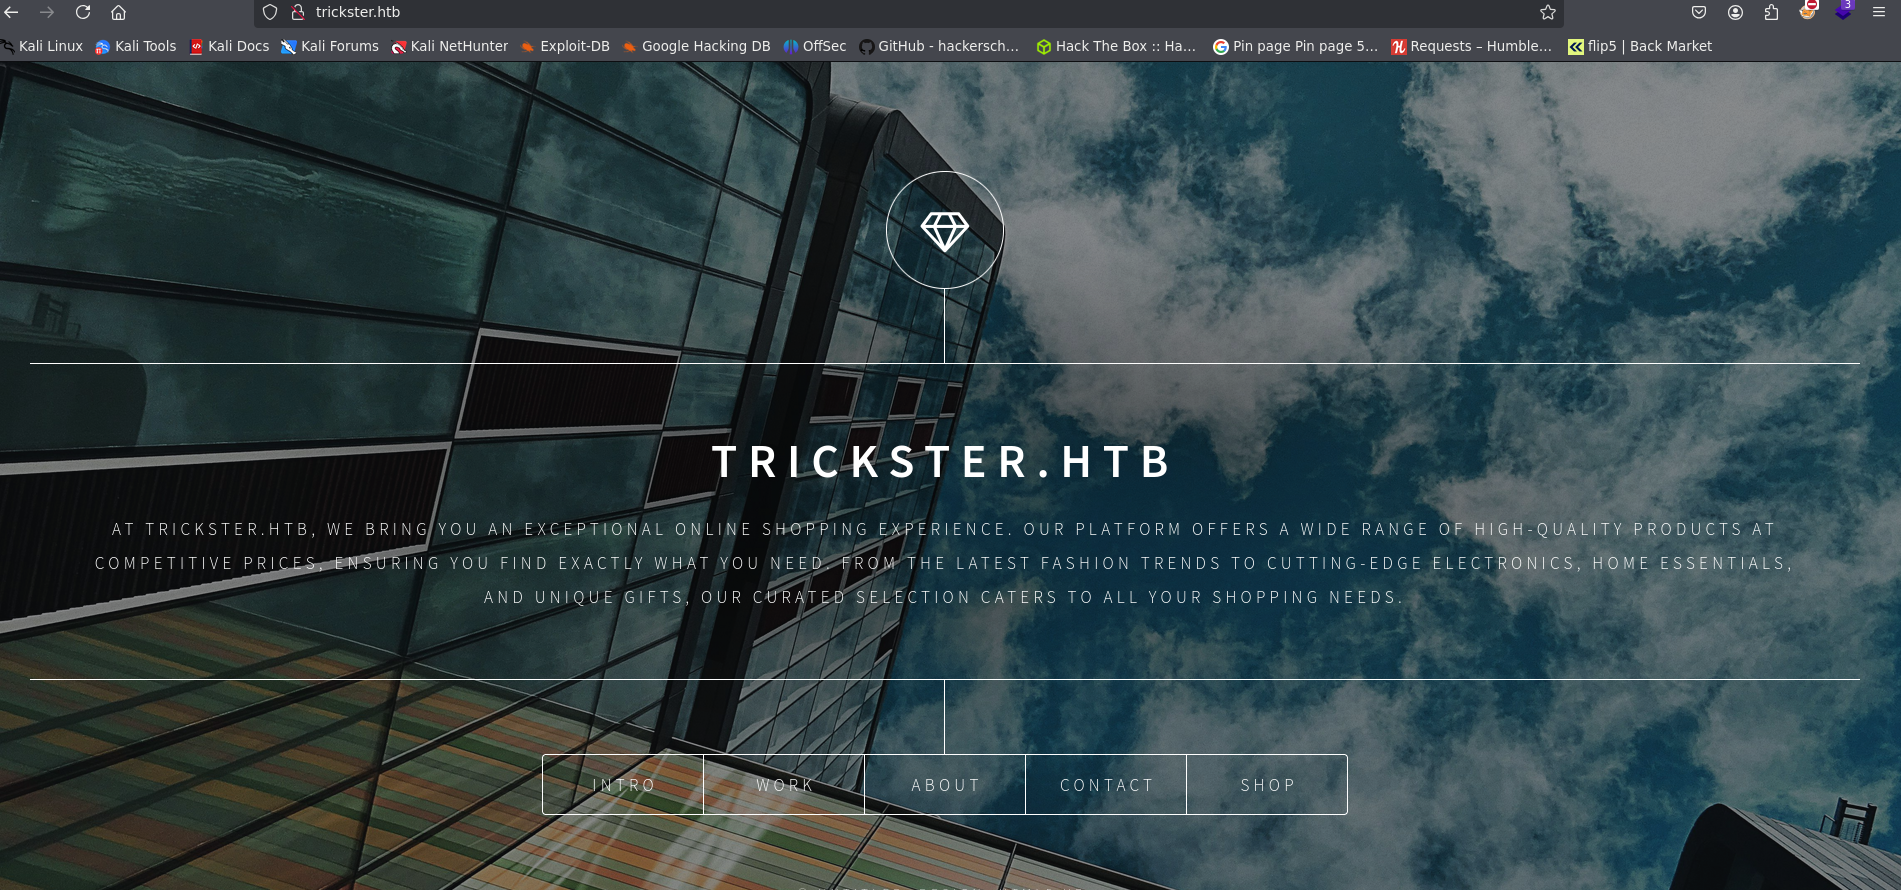 trickster.htb
3
Kali Linux Kali Tools Kali Docs Kali Forums Kali NetHunter Exploit-DB Google Hacking DB OffSec GitHub - hackersch… Hack The Box :: Ha… Pin page Pin page 5… Requests – Humble… flip5 | Back Market
TRICKSTER.HTB
AT TRICKSTER.HTB, WE BRING YOU AN EXCEPTIONAL ONLINE SHOPPING EXPERIENCE. OUR PLATFORM OFFERS A WIDE RANGE OF HIGH-QUALITY PRODUCTS AT
COMPETITIVE PRICES, ENSURING YOU FIND EXACTLY WHAT YOU NEED. FROM THE LATEST FASHION TRENDS TO CUTTING-EDGE ELECTRONICS, HOME ESSENTIALS,
AND UNIQUE GIFTS, OUR CURATED SELECTION CATERS TO ALL YOUR SHOPPING NEEDS.
INTRO WORK ABOUT CONTACT SHOP